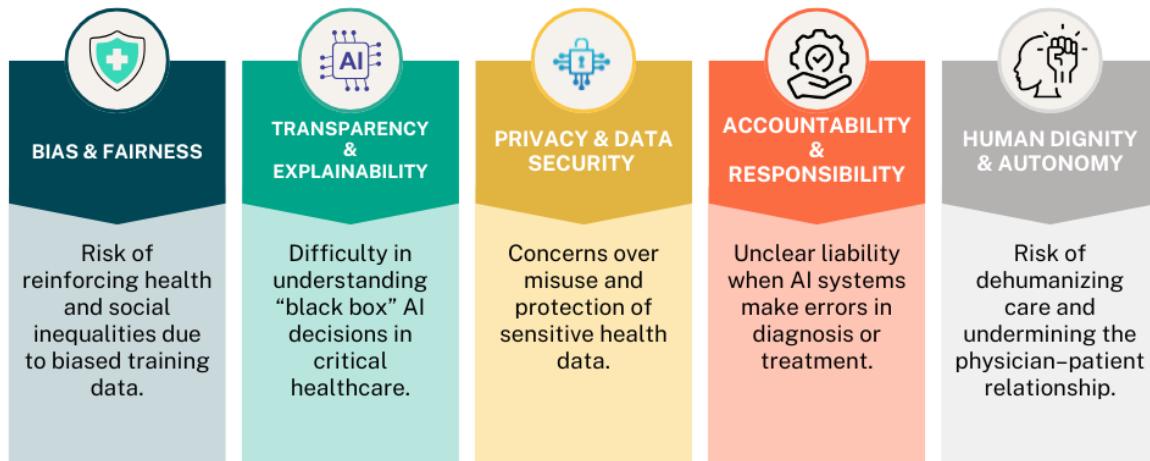 BIAS & FAIRNESS
Risk of
reinforcing health
and social
inequalities due
to biased training
data.
AI
TRANSPARENCY
&
EXPLAINABILITY
Difficulty in
understanding
“black box” AI
decisions in
critical
healthcare.
PRIVACY & DATA
SECURITY
Concerns over
misuse and
protection of
sensitive health
data.
ACCOUNTABILITY
&
RESPONSIBILITY
Unclear liability
when AI systems
make errors in
diagnosis or
treatment.
HUMAN DIGNITY
& AUTONOMY
Risk of
dehumanizing
care and
undermining the
physician–patient
relationship.